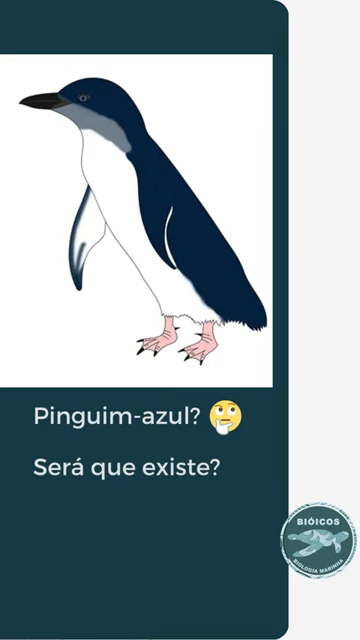 Pinguim-azul? 🤔
Será que existe?
BIÓICOS
BIOLOGIA MARINHA